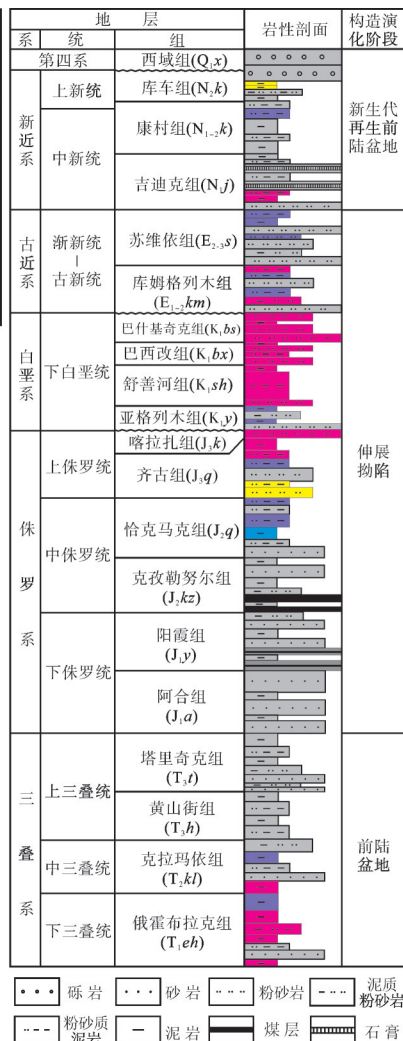 地 层
岩性剖面
构造演化阶段
系
统
组
第四系
西域组(Q₁x)
新近系
上新统
库车组(N₂k)
中新统
康村组(N₁₋₂k)
吉迪克组(N₁j)
新生代再生前陆盆地
古近系
渐新统-古新统
苏维依组(E₂₋₃s)
库姆格列木组
(E₁₋₂km)
白垩系
下白垩统
巴什基奇克组(K₁bs)
巴西改组(K₁bx)
舒善河组(K₁sh)
亚格列木组(K₁y)
伸展拗陷
侏罗系
上侏罗统
喀拉扎组(J₃k)
齐古组(J₃q)
中侏罗统
恰克马克组(J₂q)
克孜勒努尔组
(J₂kz)
下侏罗统
阳霞组
(J₁y)
阿合组
(J₁a)
三叠系
上三叠统
塔里奇克组
(T₃t)
黄山街组
(T₃h)
中三叠统
克拉玛依组
(T₂kl)
下三叠统
俄霍布拉克组
(T₁eh)
前陆盆地
砾岩
砂岩
粉砂岩
泥质粉砂岩
粉砂质泥岩
泥岩
煤层
石膏